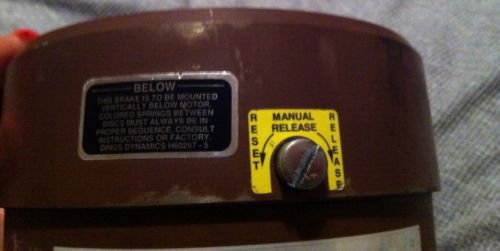 BELOW
THIS BRAKE IS TO BE MOUNTED
VERTICALLY BELOW MOTOR.
COLORED SPRINGS BETWEEN
DISCS MUST ALWAYS BE IN
PROPER SEQUENCE, CONSULT
INSTRUCTIONS OR FACTORY.
DINGS DYNAMICS H60267-5
MANUAL
RELEASE
RESET
RELEASE